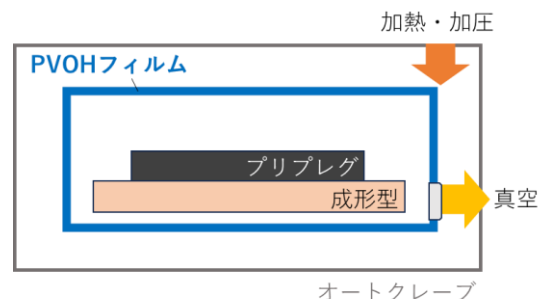 加熱・加圧
PVOHフィルム
プリプレグ
成形型
真空
オートクレーブ